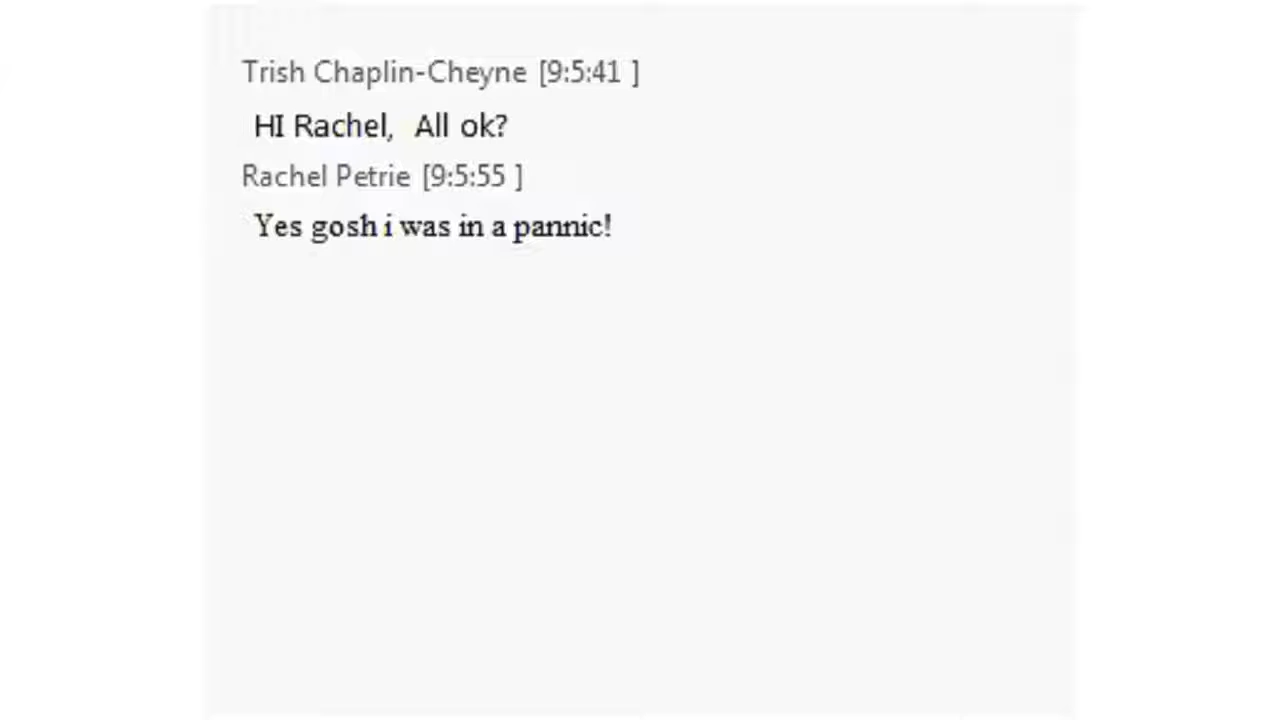 Trish Chaplin-Cheyne [9:5:41 ]
HI Rachel,  All ok?
Rachel Petrie [9:5:55 ]
Yes gosh i was in a pannic!